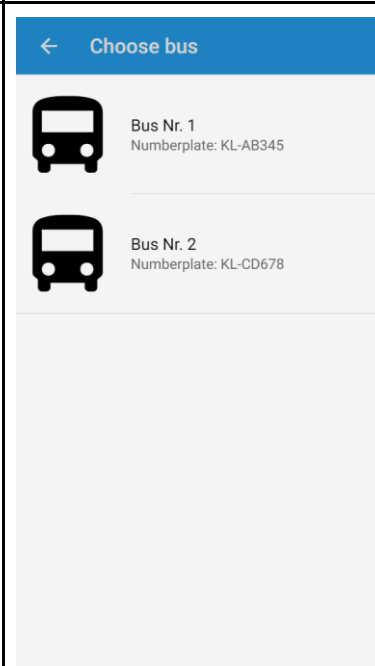 Choose bus
Bus Nr. 1
Numberplate: KL-AB345
Bus Nr. 2
Numberplate: KL-CD678